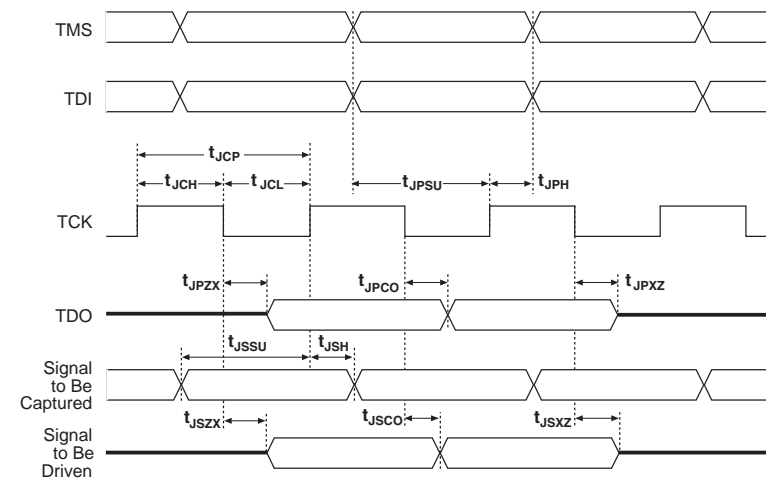 TMS
TDI
tJCP
tJCH
tJCL
tJPSU
tJPH
TCK
tJPZX
tJPCO
tJPXZ
TDO
tJSSU
tJSH
Signal
to Be
Captured
tJSZX
tJSCO
tJSXZ
Signal
to Be
Driven